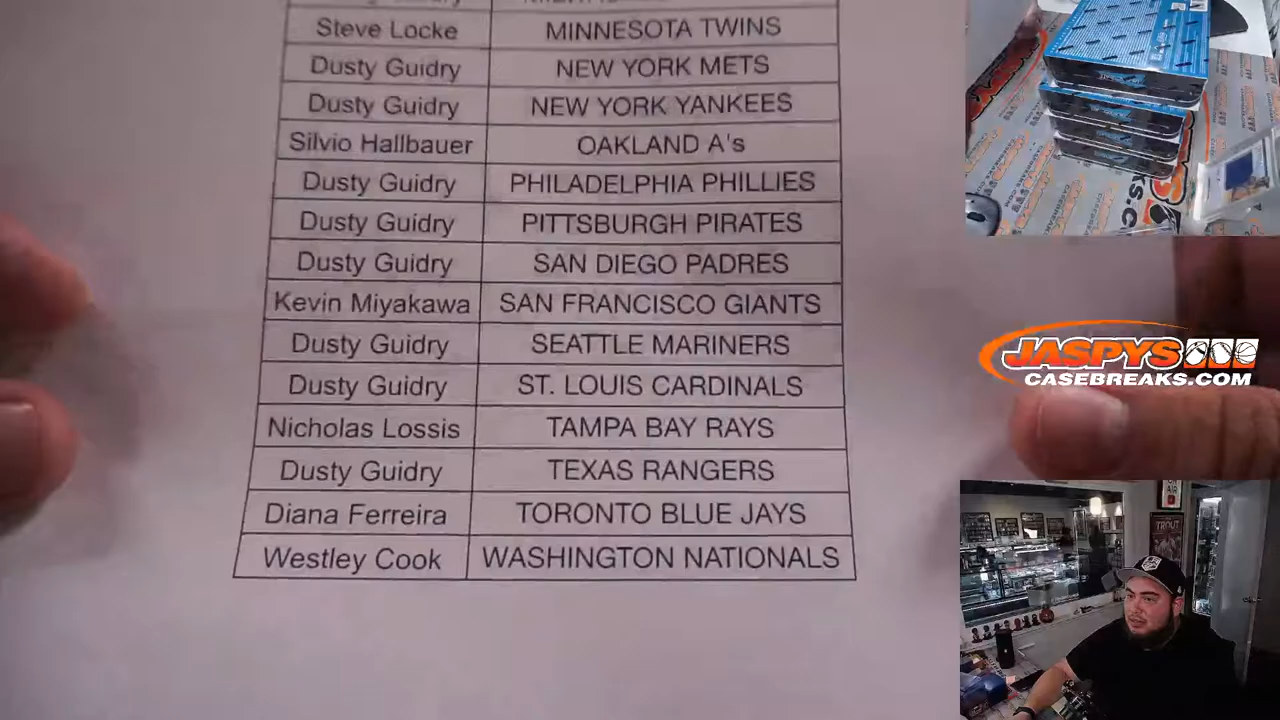 Steve Locke MINNESOTA TWINS
Dusty Guidry NEW YORK METS
Dusty Guidry NEW YORK YANKEES
Silvio Hallbauer OAKLAND A's
Dusty Guidry PHILADELPHIA PHILLIES
Dusty Guidry PITTSBURGH PIRATES
Dusty Guidry SAN DIEGO PADRES
Kevin Miyakawa SAN FRANCISCO GIANTS
Dusty Guidry SEATTLE MARINERS
Dusty Guidry ST. LOUIS CARDINALS
Nicholas Lossis TAMPA BAY RAYS
Dusty Guidry TEXAS RANGERS
Diana Ferreira TORONTO BLUE JAYS
Westley Cook WASHINGTON NATIONALS
JASPYS
CASEBREAKS.COM
TROUT